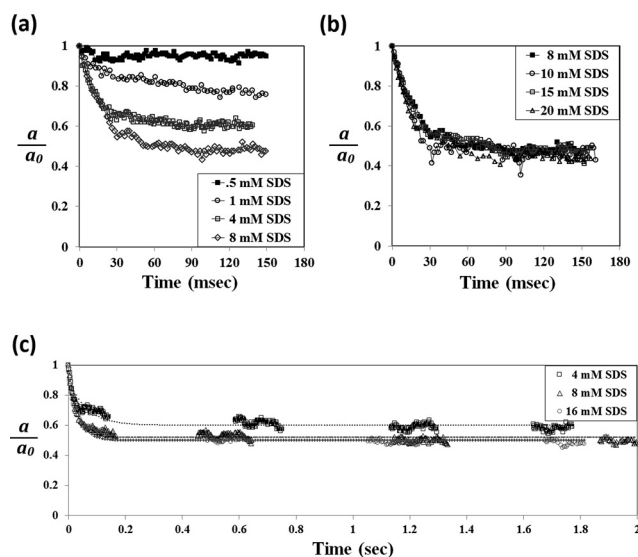 (a)
1
0.8
0.6
0.4
0.2
0
a
a0
0 30 60 90 120 150 180
Time (msec)
.5 mM SDS
1 mM SDS
4 mM SDS
8 mM SDS
(b)
1
0.8
0.6
0.4
0.2
0
a
a0
0 30 60 90 120 150 180
Time (msec)
8 mM SDS
10 mM SDS
15 mM SDS
20 mM SDS
(c)
1
0.8
0.6
0.4
0.2
0
a
a0
0 0.2 0.4 0.6 0.8 1 1.2 1.4 1.6 1.8 2
Time (sec)
4 mM SDS
8 mM SDS
16 mM SDS